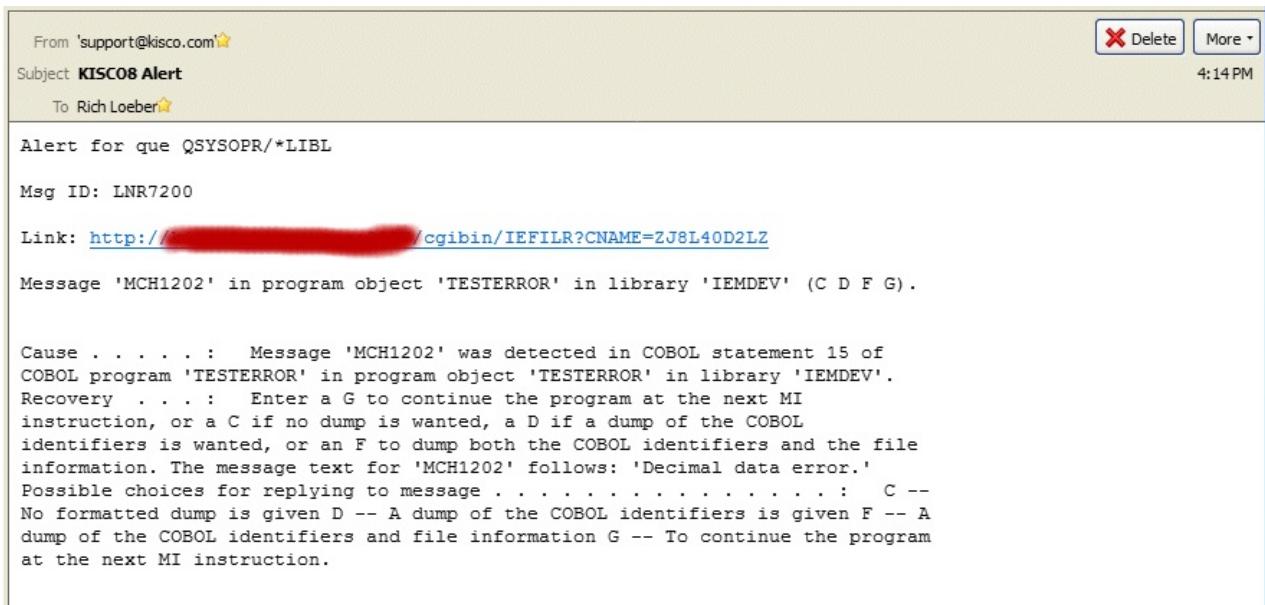 From 'support@kisco.com'
Delete
More
Subject KISCO8 Alert
4:14 PM
To Rich Loeber
Alert for que QSYSOPR/*LIBL
Msg ID: LNR7200
Link: http:/ /cgibin/IEFILR?CNAME=ZJ8L40D2LZ
Message 'MCH1202' in program object 'TESTERROR' in library 'IEMDEV' (C D F G).
Cause . . . . . :   Message 'MCH1202' was detected in COBOL statement 15 of
COBOL program 'TESTERROR' in program object 'TESTERROR' in library 'IEMDEV'.
Recovery  . . . :   Enter a G to continue the program at the next MI
instruction, or a C if no dump is wanted, a D if a dump of the COBOL
identifiers is wanted, or an F to dump both the COBOL identifiers and the file
information. The message text for 'MCH1202' follows: 'Decimal data error.'
Possible choices for replying to message . . . . . . . . . . . . . . . :   C --
No formatted dump is given D -- A dump of the COBOL identifiers is given F -- A
dump of the COBOL identifiers and file information G -- To continue the program
at the next MI instruction.